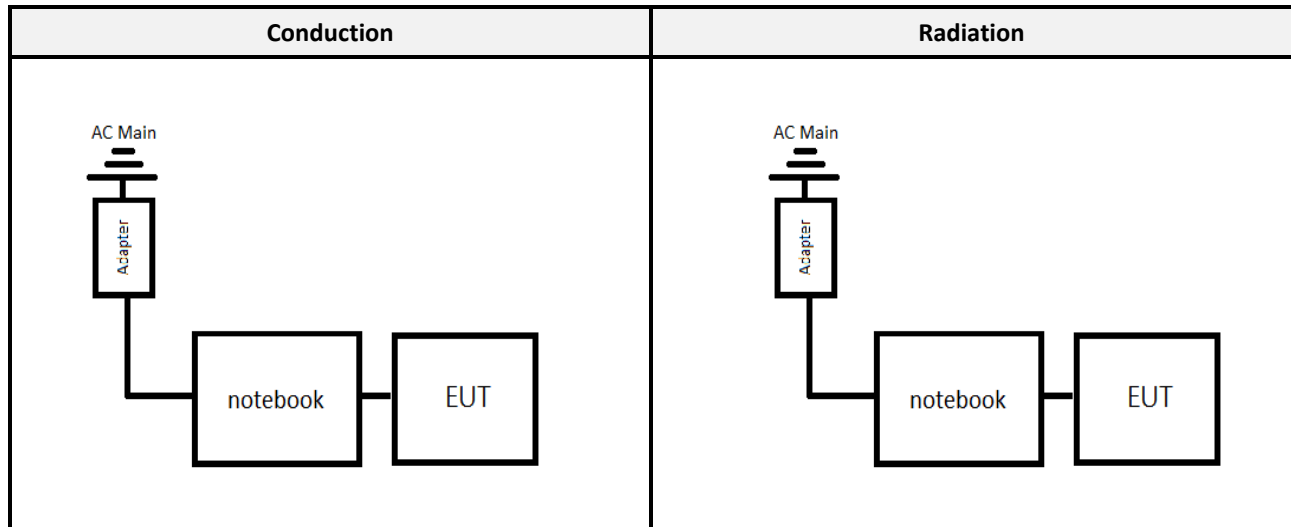 Conduction
Radiation
AC Main
Adapter
notebook
EUT
AC Main
Adapter
notebook
EUT